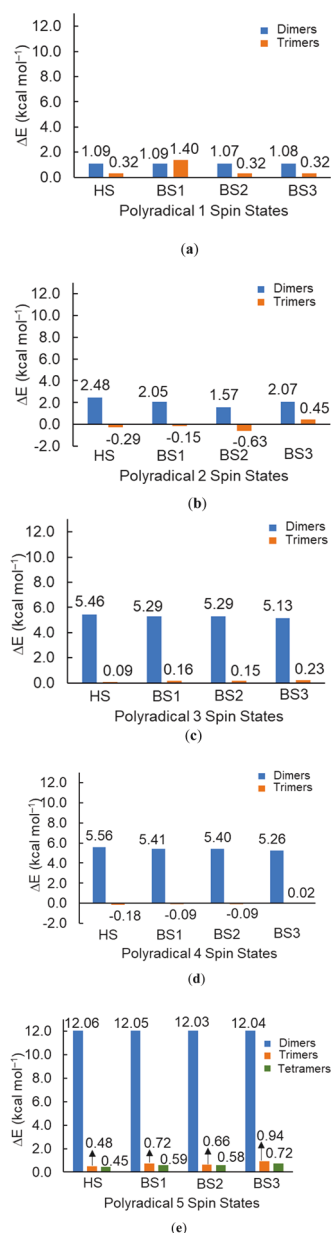 12.0
10.0
8.0
6.0
4.0
2.0
0.0
ΔE (kcal mol⁻¹)
Dimers
Trimers
1.09 0.32 1.09 1.40 1.07 0.32 1.08 0.32
HS BS1 BS2 BS3
Polyradical 1 Spin States
(a)
12.0
10.0
8.0
6.0
4.0
2.0
0.0
-2.0
ΔE (kcal mol⁻¹)
Dimers
Trimers
2.48 2.05 1.57 2.07 0.45
-0.29 -0.15 -0.63
HS BS1 BS2 BS3
Polyradical 2 Spin States
(b)
12.0
10.0
8.0
6.0
4.0
2.0
0.0
ΔE (kcal mol⁻¹)
Dimers
Trimers
5.46 5.29 5.29 5.13
0.09 0.16 0.15 0.23
HS BS1 BS2 BS3
Polyradical 3 Spin States
(c)
12.0
10.0
8.0
6.0
4.0
2.0
0.0
-2.0
ΔE (kcal mol⁻¹)
Dimers
Trimers
5.56 5.41 5.40 5.26
-0.18 -0.09 -0.09 0.02
HS BS1 BS2 BS3
Polyradical 4 Spin States
(d)
12.0
10.0
8.0
6.0
4.0
2.0
0.0
ΔE (kcal mol⁻¹)
12.06 12.05 12.03 12.04
Dimers
Trimers
Tetramers
0.48 0.72 0.66 0.94
0.45 0.59 0.58 0.72
HS BS1 BS2 BS3
Polyradical 5 Spin States
(e)